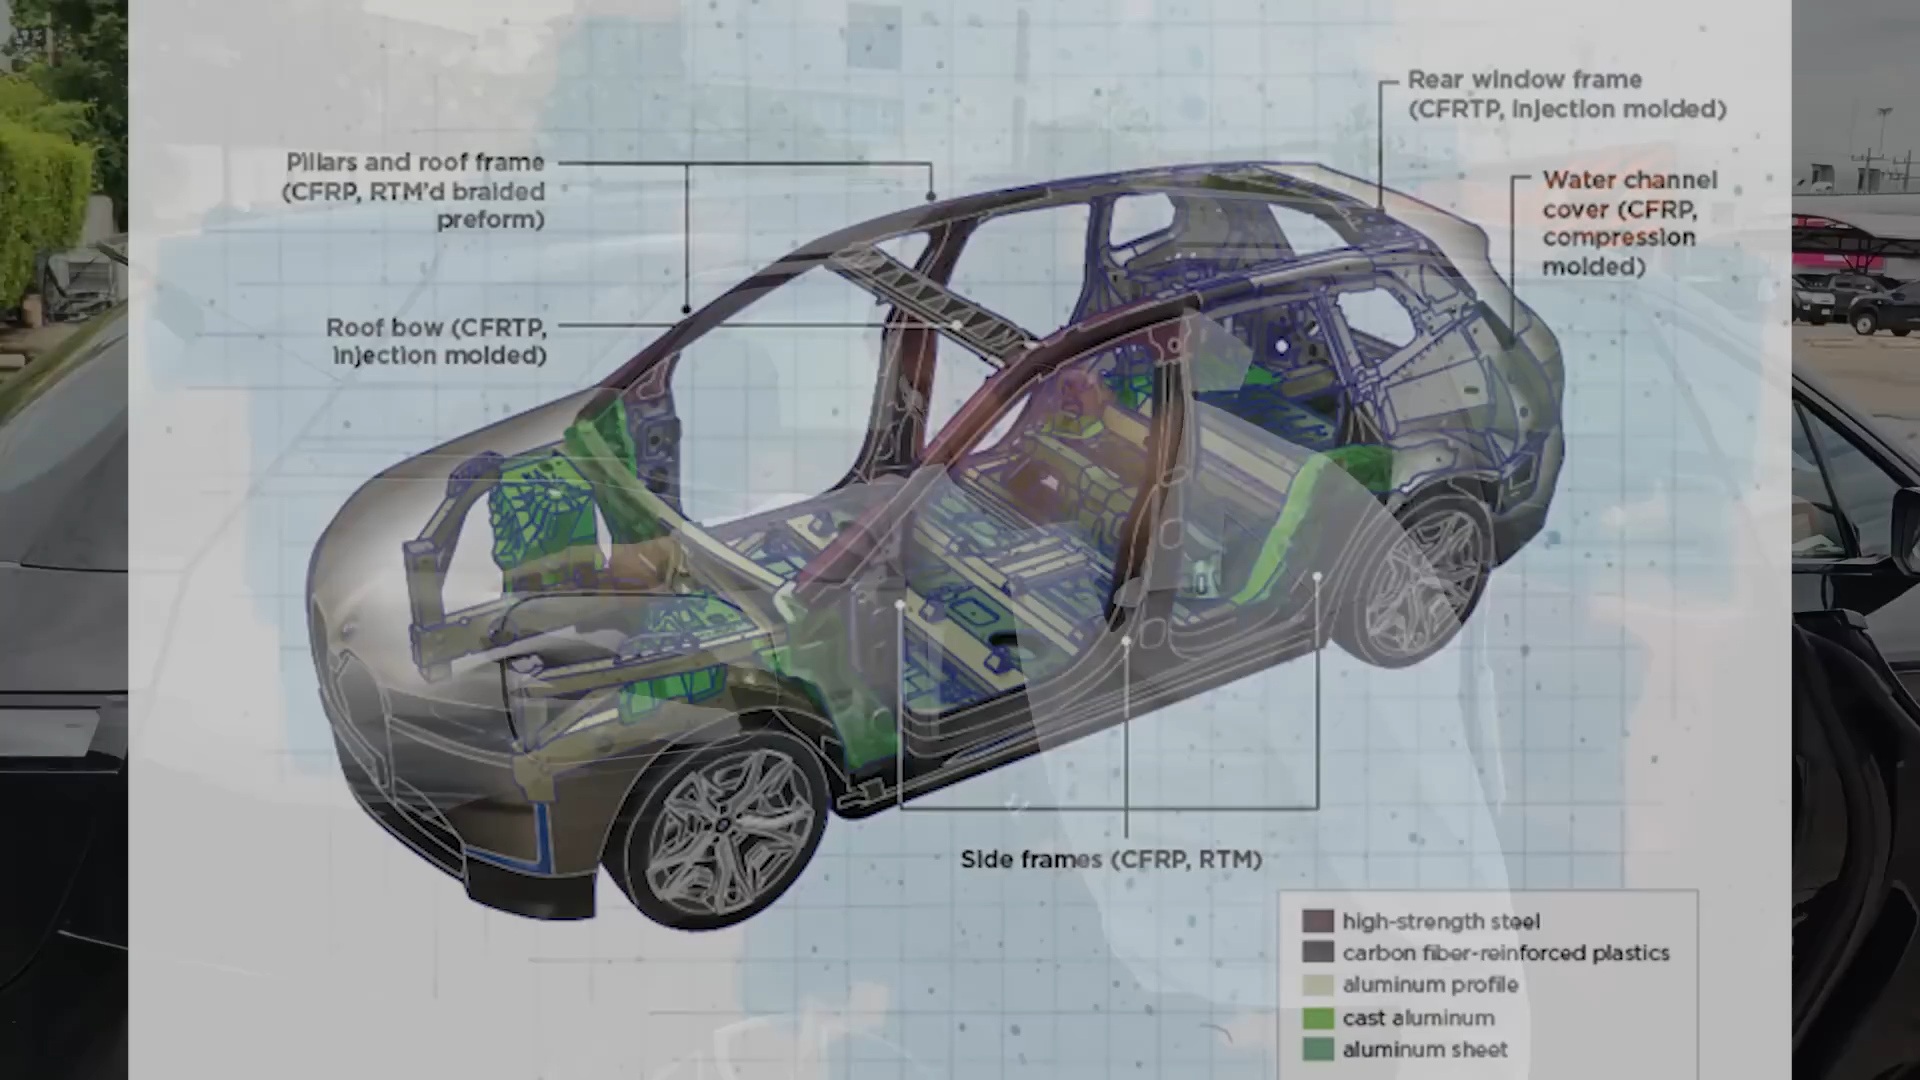 Rear window frame
(CFRTP, injection molded)
Pillars and roof frame
(CFRP, RTM'd braided
preform)
Water channel
cover (CFRP,
compression
molded)
Roof bow (CFRTP,
injection molded)
Side frames (CFRP, RTM)
high-strength steel
carbon fiber-reinforced plastics
aluminum profile
cast aluminum
aluminum sheet